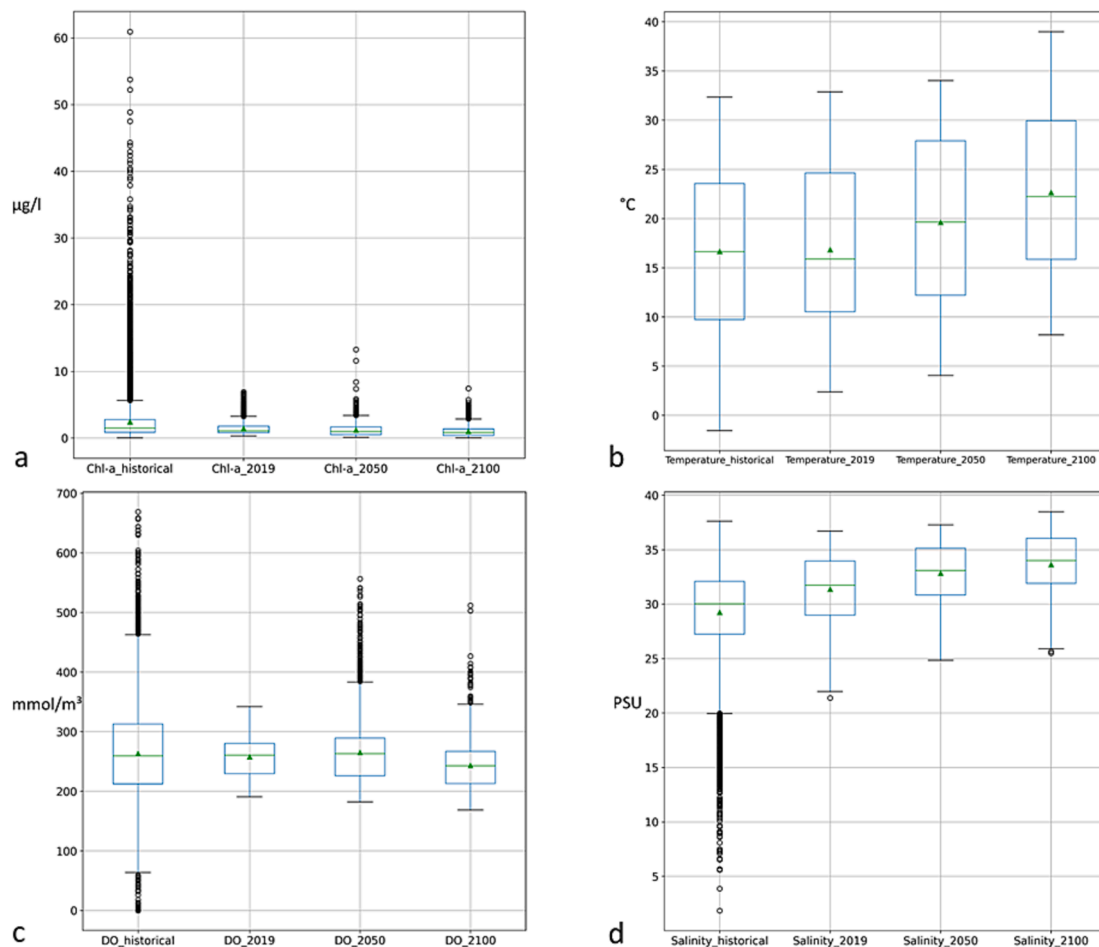 60
50
40
30
20
10
0
µg/l
a
Chl-a_historical Chl-a_2019 Chl-a_2050 Chl-a_2100
40
35
30
25
20
15
10
5
0
°C
b
Temperature_historical Temperature_2019 Temperature_2050 Temperature_2100
700
600
500
400
300
200
100
0
mmol/m³
c
DO_historical DO_2019 DO_2050 DO_2100
40
35
30
25
20
15
10
5
PSU
d
Salinity_historical Salinity_2019 Salinity_2050 Salinity_2100